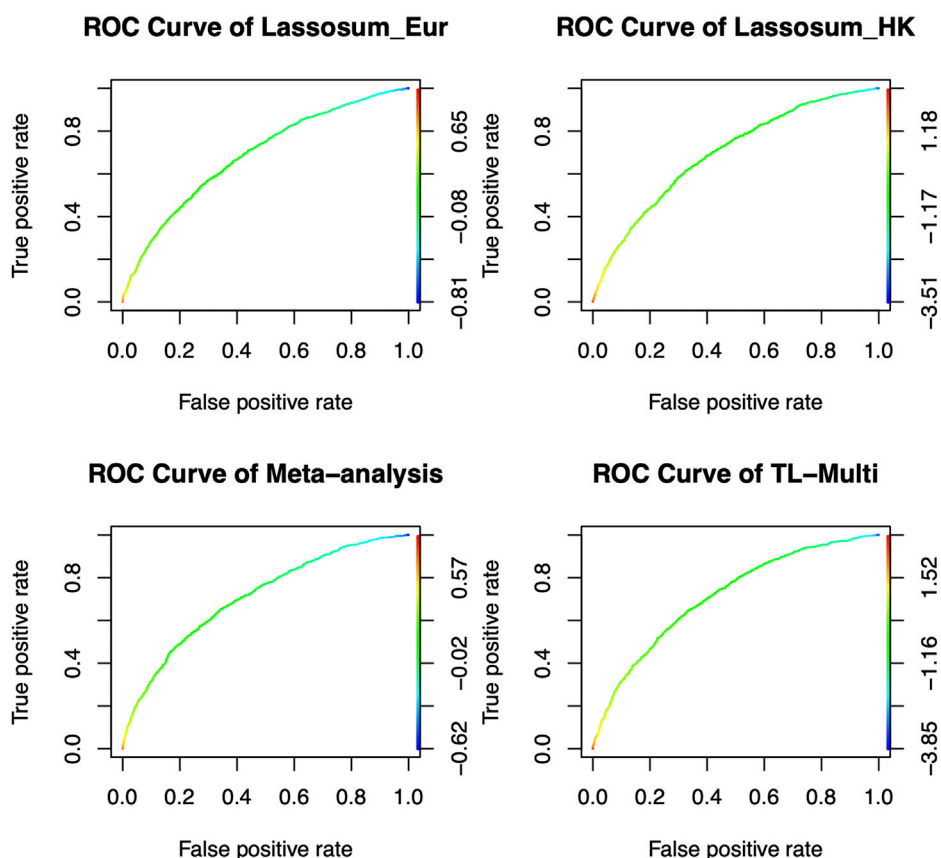 ROC Curve of Lassosum_Eur
True positive rate
0.0 0.4 0.8
0.0 0.2 0.4 0.6 0.8 1.0
False positive rate
−0.81 −0.08 0.65
ROC Curve of Lassosum_HK
True positive rate
0.0 0.4 0.8
0.0 0.2 0.4 0.6 0.8 1.0
False positive rate
−3.51 −1.17 1.18
ROC Curve of Meta−analysis
True positive rate
0.0 0.4 0.8
0.0 0.2 0.4 0.6 0.8 1.0
False positive rate
−0.62 −0.02 0.57
ROC Curve of TL−Multi
True positive rate
0.0 0.4 0.8
0.0 0.2 0.4 0.6 0.8 1.0
False positive rate
−3.85 −1.16 1.52